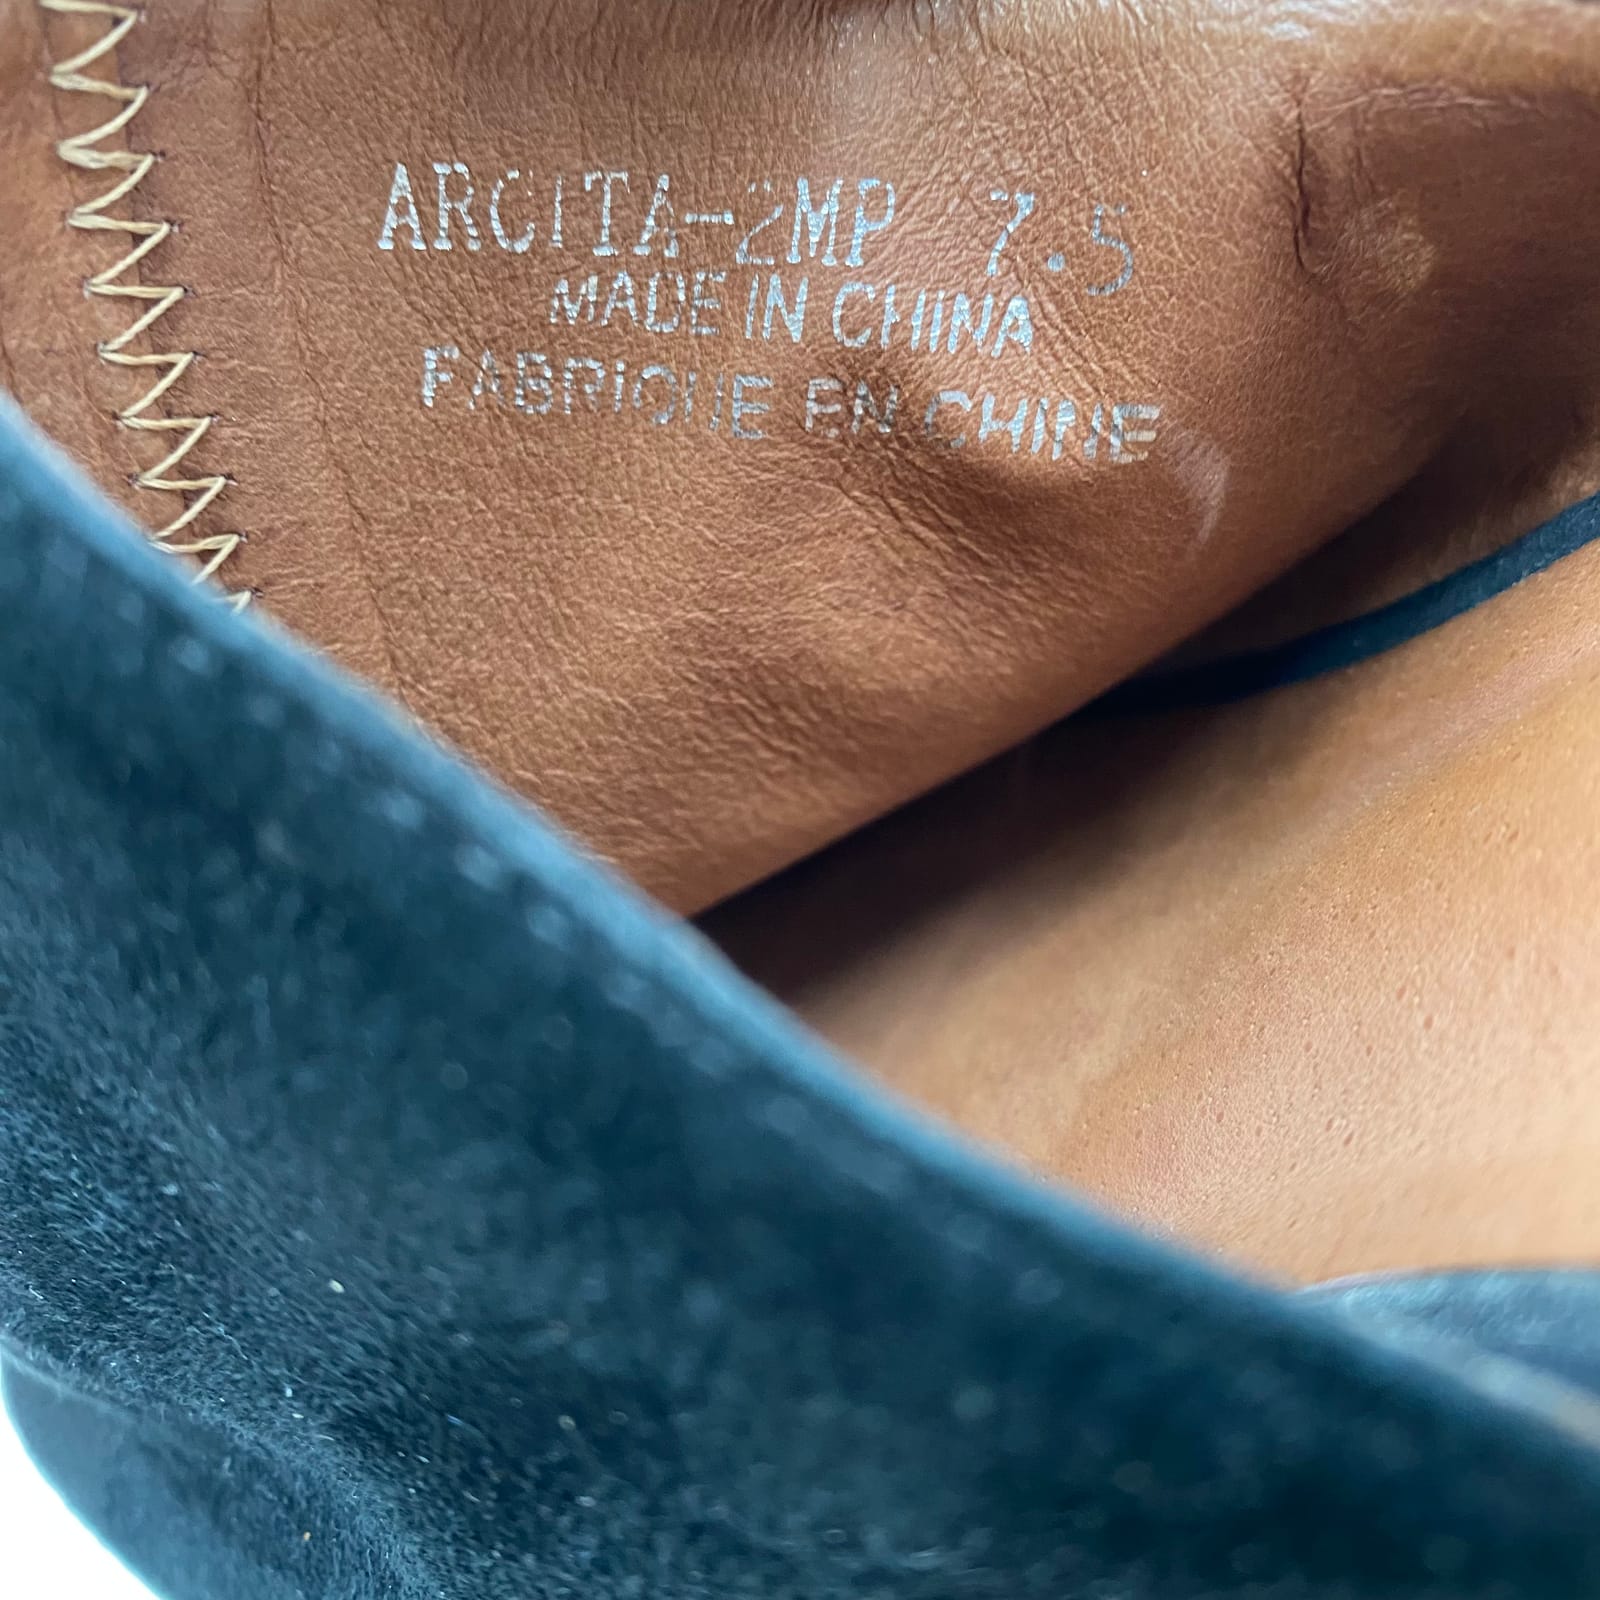 ARCITA-2MP 7.5
MADE IN CHINA
FABRIQUE EN CHINE